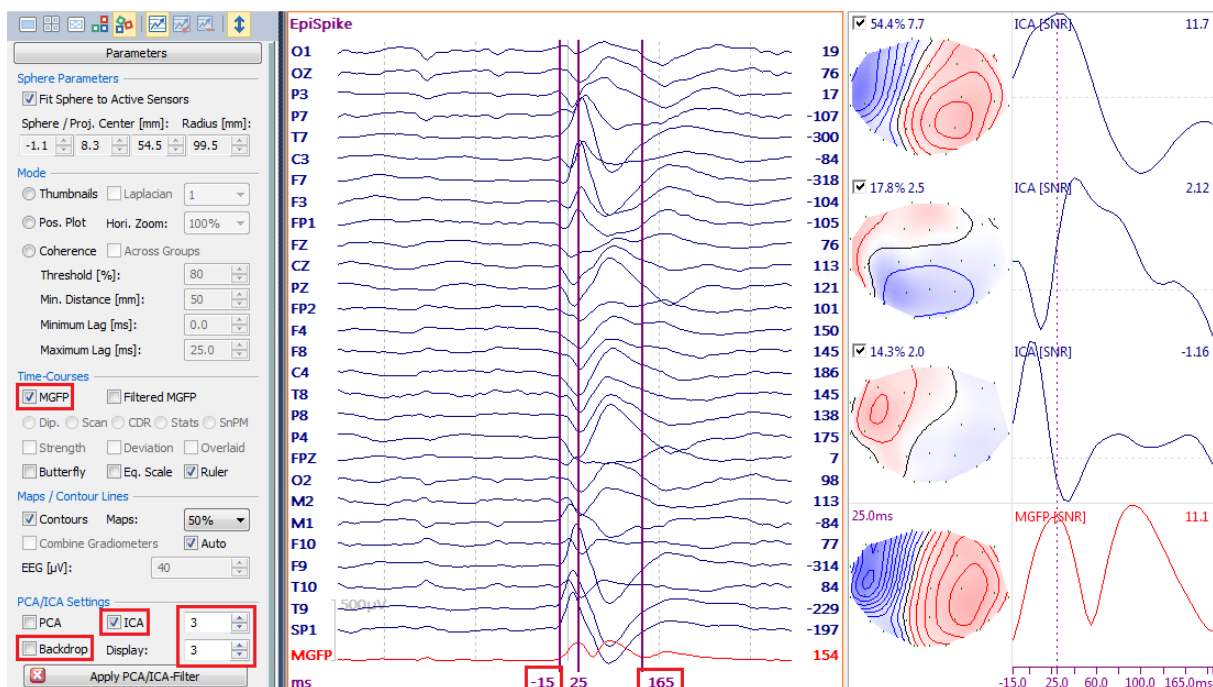 Parameters
Sphere Parameters
Fit Sphere to Active Sensors
Sphere / Proj. Center [mm]: Radius [mm]:
-1.1 8.3 54.5 99.5
Mode
Thumbnails Laplacian 1
Pos. Plot Hori. Zoom: 100%
Coherence Across Groups
Threshold [%]: 80
Min. Distance [mm]: 50
Minimum Lag [ms]: 0.0
Maximum Lag [ms]: 25.0
Time-Courses
MGFP Filtered MGFP
Dip. Scan CDR Stats SnPM
Strength Deviation Overlaid
Butterfly Eq. Scale Ruler
Maps / Contour Lines
Contours Maps: 50%
Combine Gradiometers Auto
EEG [µV]: 40
PCA/ICA Settings
PCA ICA 3
Backdrop Display: 3
Apply PCA/ICA-Filter
EpiSpike
O1 19
OZ 76
P3 17
P7 -107
T7 -300
C3 -84
F7 -318
F3 -104
FP1 -105
FZ 76
CZ 113
PZ 121
FP2 101
F4 150
F8 145
C4 186
T8 145
P8 138
P4 175
FPZ 7
O2 98
M2 113
M1 -84
F10 77
F9 -314
T10 84
500µV
T9 -229
SP1 -197
MGFP 154
ms -15 25 165
54.4% 7.7 ICA [SNR] 11.7
17.8% 2.5 ICA [SNR] 2.12
14.3% 2.0 ICA [SNR] -1.16
25.0ms MGFP [SNR] 11.1
-15.0 25.0 60.0 100.0 165.0ms